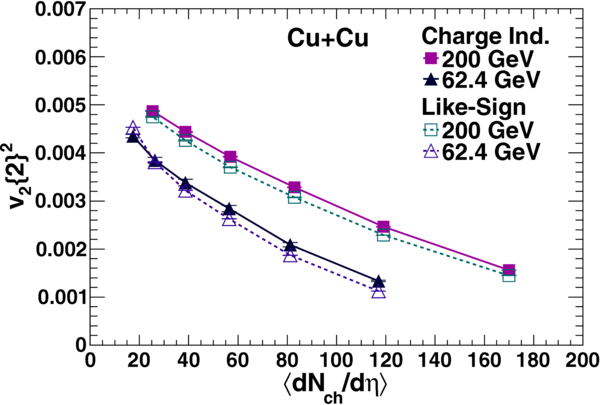 0.007
0.006
0.005
0.004
0.003
0.002
0.001
0
v₂{2}²
Cu+Cu
Charge Ind.
200 GeV
62.4 GeV
Like-Sign
200 GeV
62.4 GeV
0 20 40 60 80 100 120 140 160 180 200
⟨dN_ch/dη⟩